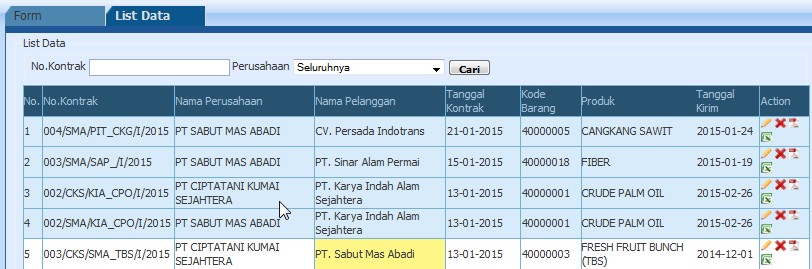 Form List Data
List Data
No.Kontrak Perusahaan Seluruhnya Cari
No. No.Kontrak Nama Perusahaan Nama Pelanggan Tanggal Kontrak Kode Barang Produk Tanggal Kirim Action
1 004/SMA/PIT_CKG/I/2015 PT SABUT MAS ABADI CV. Persada Indotrans 21-01-2015 40000005 CANGKANG SAWIT 2015-01-24
2 003/SMA/SAP_/I/2015 PT SABUT MAS ABADI PT. Sinar Alam Permai 15-01-2015 40000018 FIBER 2015-01-19
3 002/CKS/KIA_CPO/I/2015 PT CIPTATANI KUMAI SEJAHTERA PT. Karya Indah Alam Sejahtera 13-01-2015 40000001 CRUDE PALM OIL 2015-02-26
4 002/SMA/KIA_CPO/I/2015 PT SABUT MAS ABADI PT. Karya Indah Alam Sejahtera 13-01-2015 40000001 CRUDE PALM OIL 2015-02-26
5 003/CKS/SMA_TBS/I/2015 PT CIPTATANI KUMAI SEJAHTERA PT. Sabut Mas Abadi 13-01-2015 40000003 FRESH FRUIT BUNCH (TBS) 2014-12-01